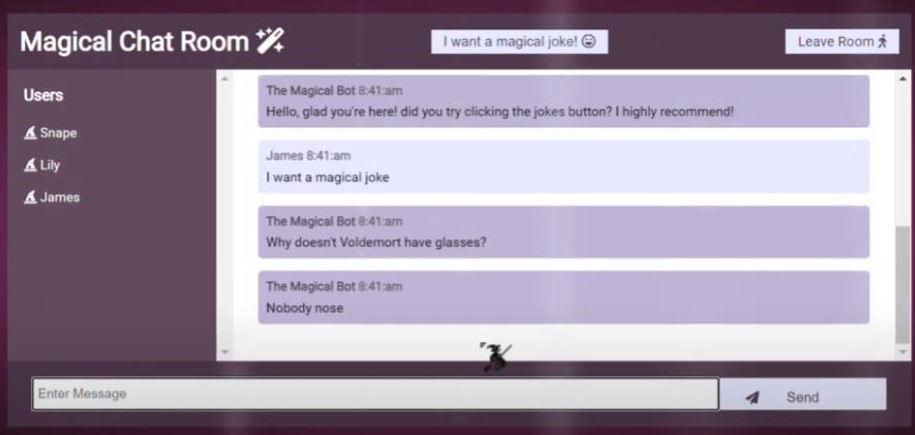 Magical Chat Room
I want a magical joke!
Leave Room
Users
Snape
Lily
James
The Magical Bot 8:41:am
Hello, glad you're here! did you try clicking the jokes button? I highly recommend!
James 8:41:am
I want a magical joke
The Magical Bot 8:41:am
Why doesn't Voldemort have glasses?
The Magical Bot 8:41:am
Nobody nose
Enter Message
Send